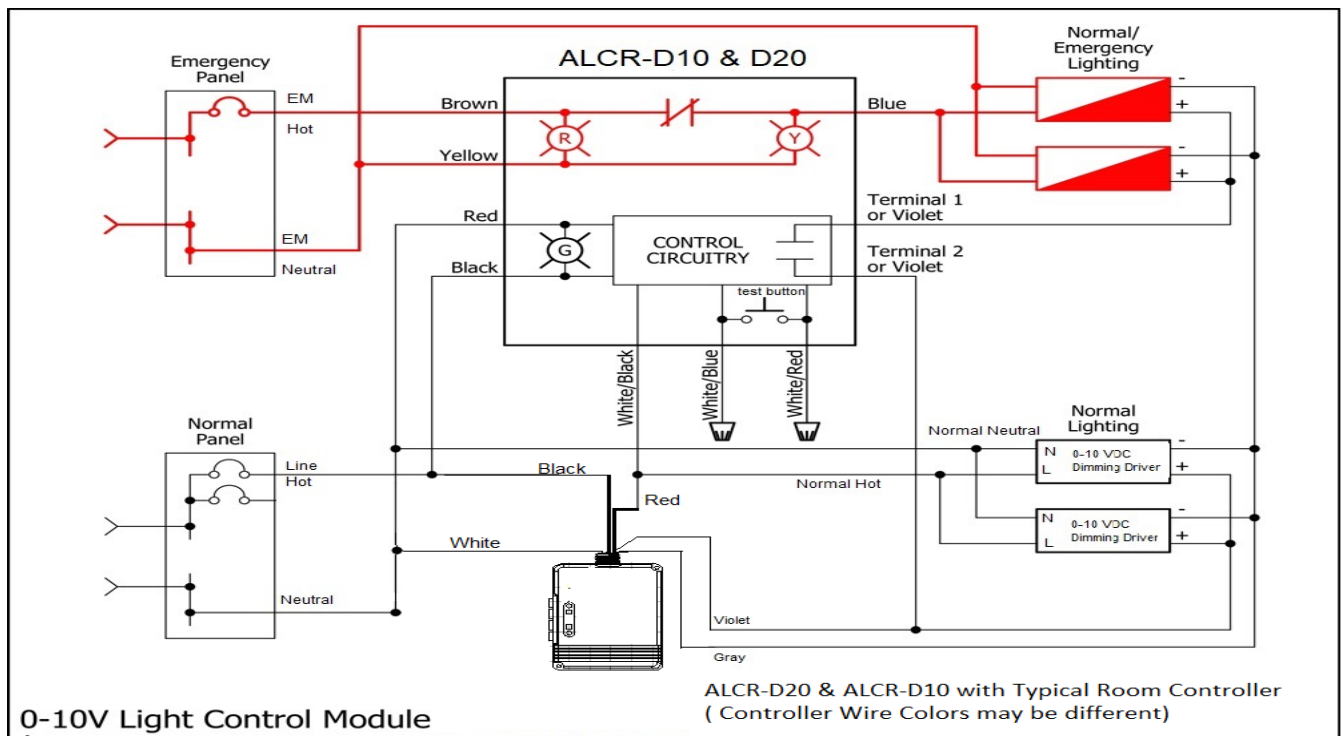 ALCR-D10 & D20
Emergency
Panel
EM
Hot
EM
Neutral
Brown
Yellow
Red
Black
R
Y
G
CONTROL
CIRCUITRY
test button
Blue
Terminal 1
or Violet
Terminal 2
or Violet
Normal/
Emergency
Lighting
-
+
-
+
White/Black
White/Blue
White/Red
Normal
Panel
Line
Hot
Neutral
Black
Red
White
Violet
Gray
Normal Neutral
Normal Hot
Normal
Lighting
N
L
0-10 VDC
Dimming Driver
-
+
N
L
0-10 VDC
Dimming Driver
-
+
ALCR-D20 & ALCR-D10 with Typical Room Controller
( Controller Wire Colors may be different)
0-10V Light Control Module